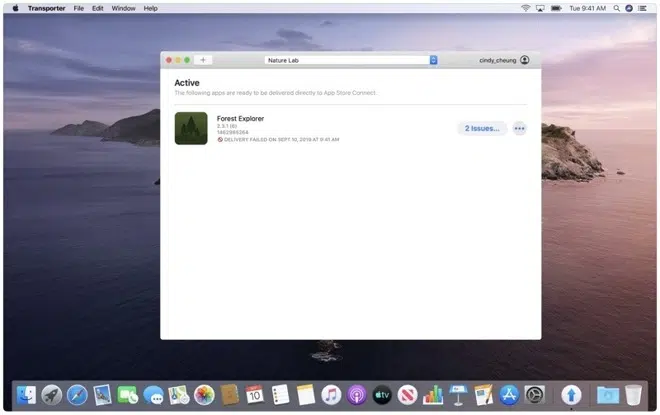 Transporter File Edit Window Help Tue 9:41 AM
Nature Lab cindy_cheung
Active
The following apps are ready to be delivered directly to App Store Connect.
Forest Explorer
2.3.1 (6)
2 Issues...
DELIVERY FAILED ON SEPT 10, 2019 AT 9:41 AM
tv
10